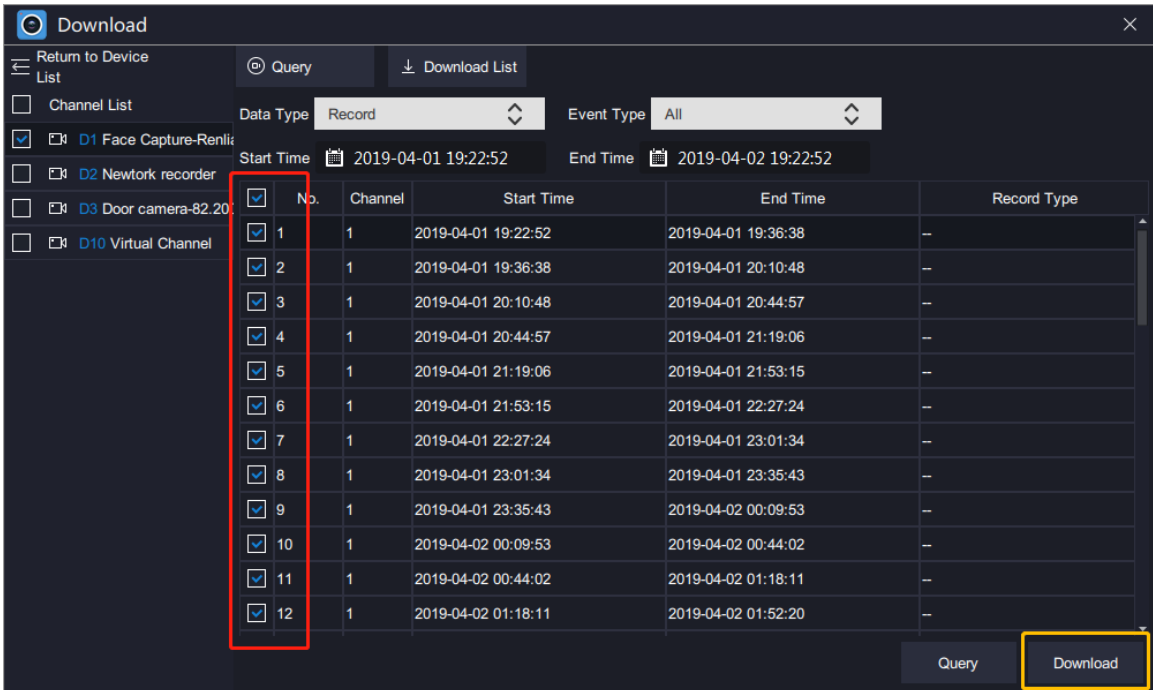 Download
Return to Device
List
Query
Download List
Channel List
Data Type Record Event Type All
D1 Face Capture-Renlia
Start Time 2019-04-01 19:22:52 End Time 2019-04-02 19:22:52
D2 Newtork recorder
D3 Door camera-82.20
D10 Virtual Channel
No. Channel Start Time End Time Record Type
1 1 2019-04-01 19:22:52 2019-04-01 19:36:38 --
2 1 2019-04-01 19:36:38 2019-04-01 20:10:48 --
3 1 2019-04-01 20:10:48 2019-04-01 20:44:57 --
4 1 2019-04-01 20:44:57 2019-04-01 21:19:06 --
5 1 2019-04-01 21:19:06 2019-04-01 21:53:15 --
6 1 2019-04-01 21:53:15 2019-04-01 22:27:24 --
7 1 2019-04-01 22:27:24 2019-04-01 23:01:34 --
8 1 2019-04-01 23:01:34 2019-04-01 23:35:43 --
9 1 2019-04-01 23:35:43 2019-04-02 00:09:53 --
10 1 2019-04-02 00:09:53 2019-04-02 00:44:02 --
11 1 2019-04-02 00:44:02 2019-04-02 01:18:11 --
12 1 2019-04-02 01:18:11 2019-04-02 01:52:20 --
Query Download